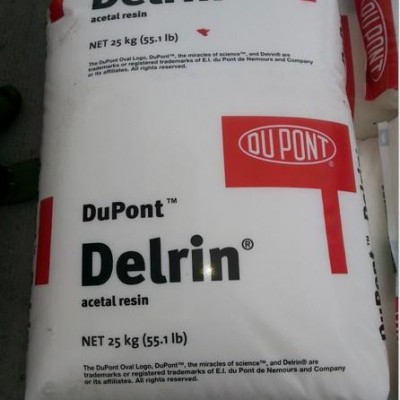 Delrin
acetal resin
NET 25 kg (55.1 lb)
The DuPont Oval Logo, DuPont™, the miracles of science™, and Delrin® are
trademarks or registered trademarks of E.I. du Pont de Nemours and Company
or its affiliates. All rights reserved.
DU PONT
DU PONT
DuPont™
Delrin®
acetal resin
NET 25 kg (55.1 lb)
The DuPont Oval Logo, DuPont™, the miracles of science™, and Delrin® are
trademarks or registered trademarks of E.I. du Pont de Nemours and Company
or its affiliates. All rights reserved.
DuPont™